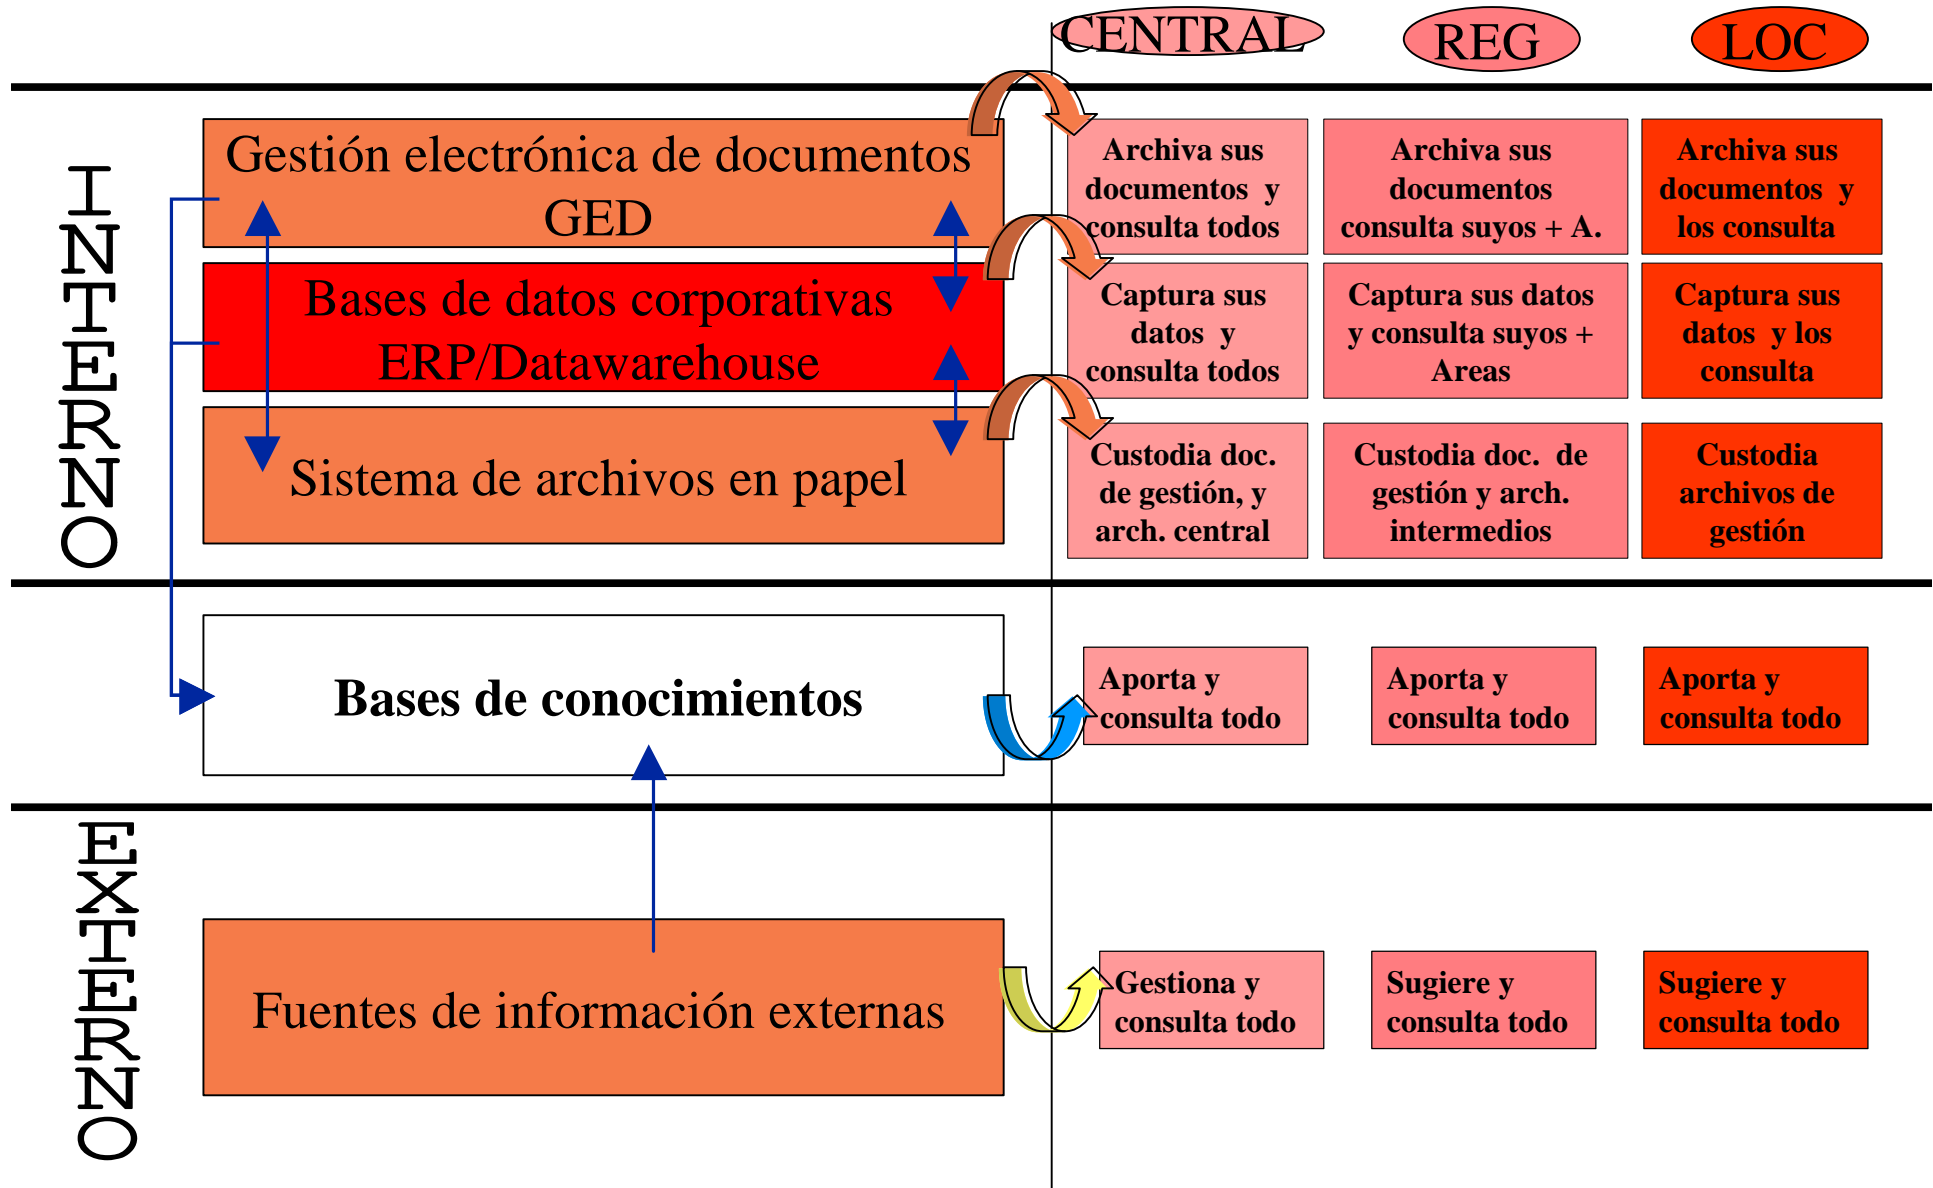 CENTRAL
REG
LOC
INTERNO
Gestión electrónica de documentos
GED
Archiva sus
documentos y
consulta todos
Archiva sus
documentos
consulta suyos + A.
Archiva sus
documentos y
los consulta
Bases de datos corporativas
ERP/Datawarehouse
Captura sus
datos y
consulta todos
Captura sus datos
y consulta suyos +
Areas
Captura sus
datos y los
consulta
Sistema de archivos en papel
Custodia doc.
de gestión, y
arch. central
Custodia doc. de
gestión y arch.
intermedios
Custodia
archivos de
gestión
Bases de conocimientos
Aporta y
consulta todo
Aporta y
consulta todo
Aporta y
consulta todo
EXTERNO
Fuentes de información externas
Gestiona y
consulta todo
Sugiere y
consulta todo
Sugiere y
consulta todo